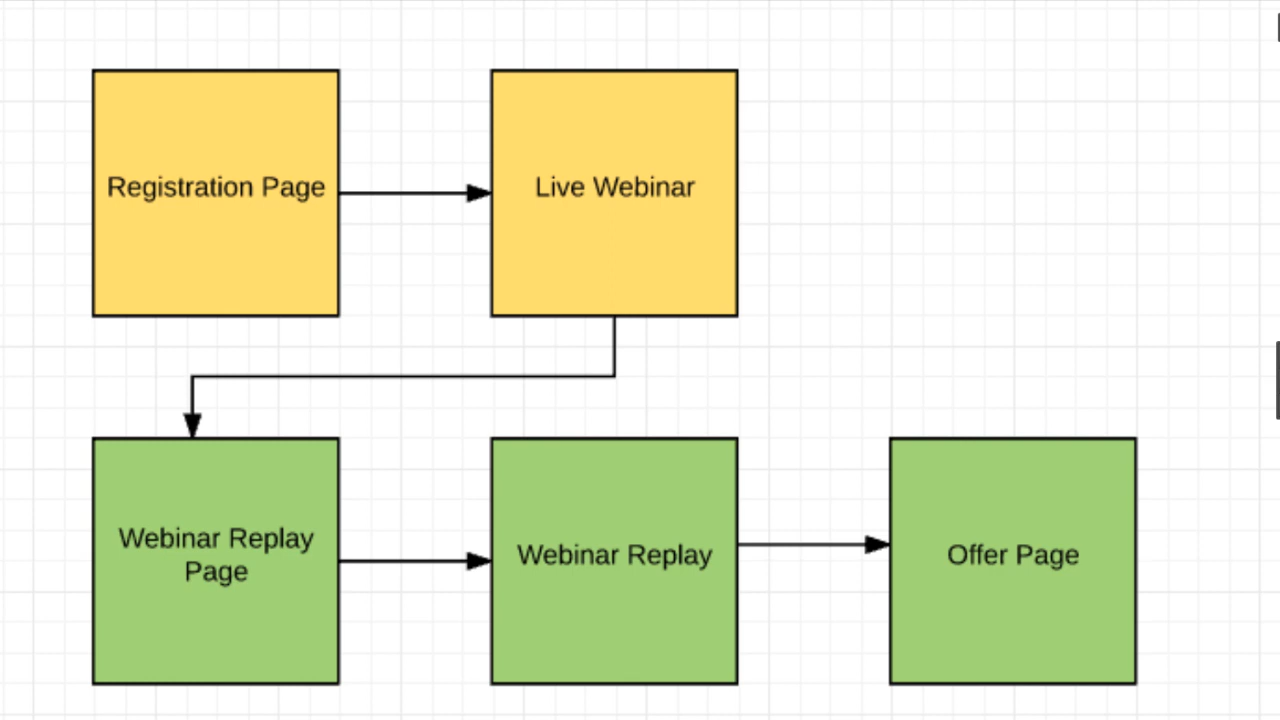 Registration Page
Live Webinar
Webinar Replay
Page
Webinar Replay
Offer Page